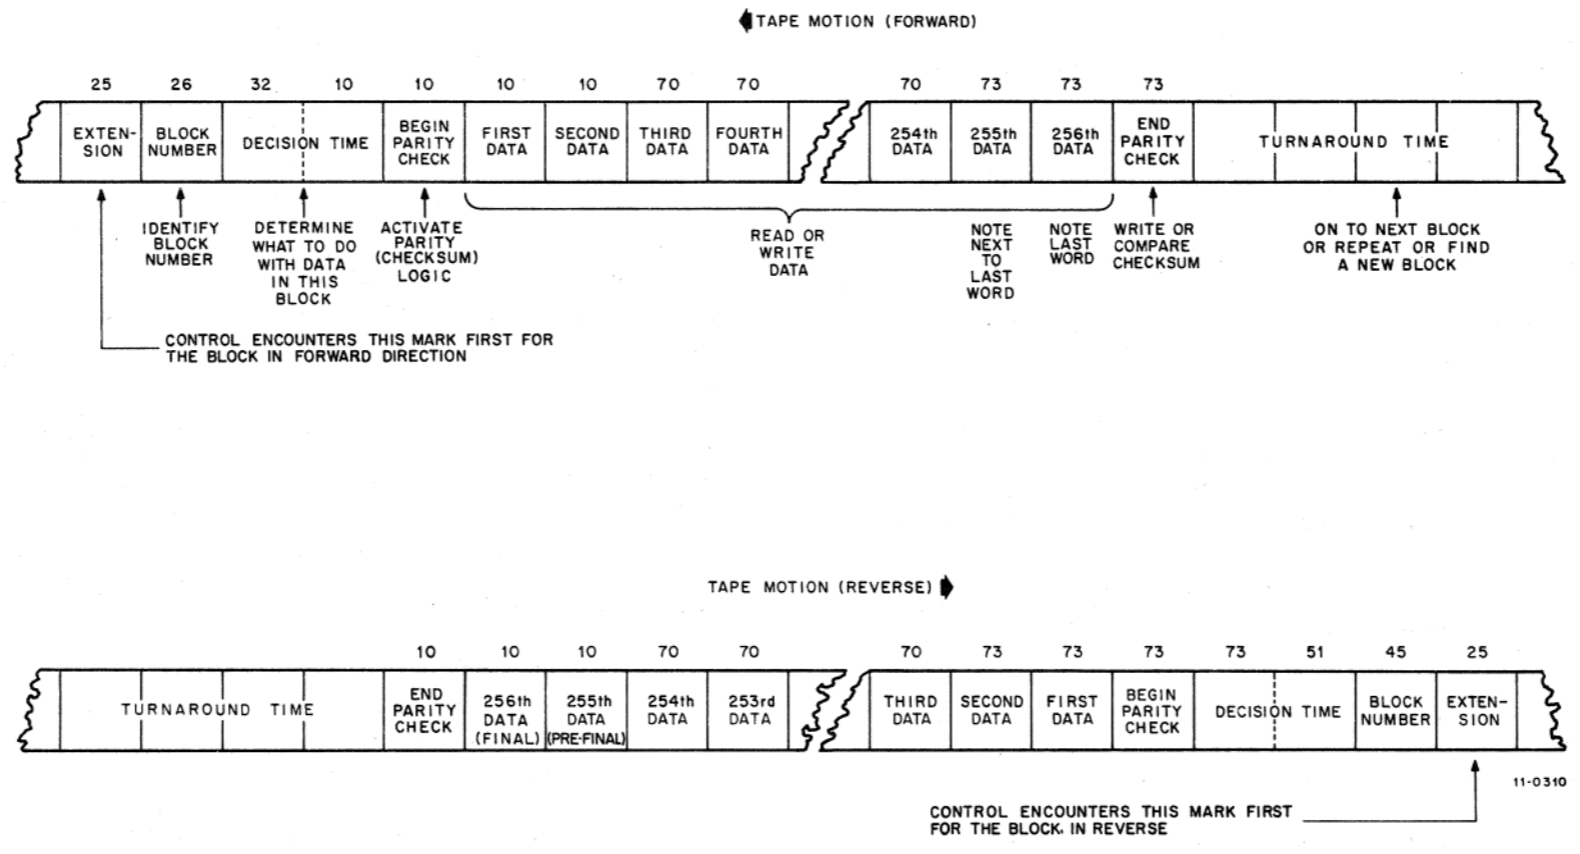 TAPE MOTION (FORWARD)
25 26 32 10 10 10 10 70 70 70 73 73 73
EXTEN-
SION
BLOCK
NUMBER
DECISION TIME
BEGIN
PARITY
CHECK
FIRST
DATA
SECOND
DATA
THIRD
DATA
FOURTH
DATA
254th
DATA
255th
DATA
256th
DATA
END
PARITY
CHECK
TURNAROUND TIME
IDENTIFY
BLOCK
NUMBER
DETERMINE
WHAT TO DO
WITH DATA
IN THIS
BLOCK
ACTIVATE
PARITY
(CHECKSUM)
LOGIC
READ OR
WRITE
DATA
NOTE
NEXT
TO
LAST
WORD
NOTE
LAST
WORD
WRITE OR
COMPARE
CHECKSUM
ON TO NEXT BLOCK
OR REPEAT OR FIND
A NEW BLOCK
CONTROL ENCOUNTERS THIS MARK FIRST FOR
THE BLOCK IN FORWARD DIRECTION
TAPE MOTION (REVERSE)
10 10 10 70 70 70 73 73 73 73 51 45 25
TURNAROUND TIME
END
PARITY
CHECK
256th
DATA
(FINAL)
255th
DATA
(PRE-FINAL)
254th
DATA
253rd
DATA
THIRD
DATA
SECOND
DATA
FIRST
DATA
BEGIN
PARITY
CHECK
DECISION TIME
BLOCK
NUMBER
EXTEN-
SION
11-0310
CONTROL ENCOUNTERS THIS MARK FIRST
FOR THE BLOCK. IN REVERSE